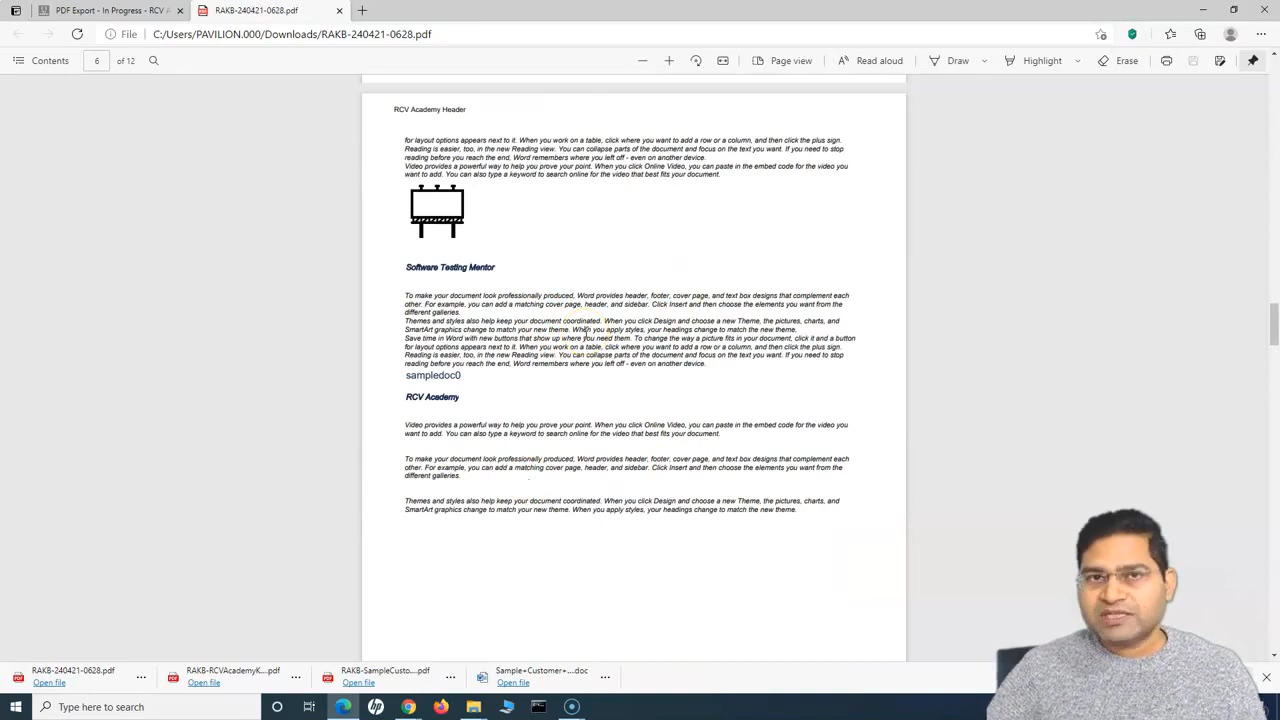 PDF Export - In Progress - RCV A
RAKB-240421-0628.pdf
File
C:/Users/PAVILION.000/Downloads/RAKB-240421-0628.pdf
Contents
6
of 12
Page view
Read aloud
Draw
Highlight
Erase
RCV Academy Header
for layout options appears next to it. When you work on a table, click where you want to add a row or a column, and then click the plus sign.
Reading is easier, too, in the new Reading view. You can collapse parts of the document and focus on the text you want. If you need to stop
reading before you reach the end, Word remembers where you left off - even on another device.
Video provides a powerful way to help you prove your point. When you click Online Video, you can paste in the embed code for the video you
want to add. You can also type a keyword to search online for the video that best fits your document.
Software Testing Mentor
To make your document look professionally produced, Word provides header, footer, cover page, and text box designs that complement each
other. For example, you can add a matching cover page, header, and sidebar. Click Insert and then choose the elements you want from the
different galleries.
Themes and styles also help keep your document coordinated. When you click Design and choose a new Theme, the pictures, charts, and
SmartArt graphics change to match your new theme. When you apply styles, your headings change to match the new theme.
Save time in Word with new buttons that show up where you need them. To change the way a picture fits in your document, click it and a button
for layout options appears next to it. When you work on a table, click where you want to add a row or a column, and then click the plus sign.
Reading is easier, too, in the new Reading view. You can collapse parts of the document and focus on the text you want. If you need to stop
reading before you reach the end, Word remembers where you left off - even on another device.
sampledoc0
RCV Academy
Video provides a powerful way to help you prove your point. When you click Online Video, you can paste in the embed code for the video you
want to add. You can also type a keyword to search online for the video that best fits your document.
To make your document look professionally produced, Word provides header, footer, cover page, and text box designs that complement each
other. For example, you can add a matching cover page, header, and sidebar. Click Insert and then choose the elements you want from the
different galleries.
Themes and styles also help keep your document coordinated. When you click Design and choose a new Theme, the pictures, charts, and
SmartArt graphics change to match your new theme. When you apply styles, your headings change to match the new theme.
RAKB-240421-0628.pdf
Open file
RAKB-RCVAcademyK....pdf
Open file
RAKB-SampleCusto....pdf
Open file
Sample+Customer+....doc
Open file
Type here to search